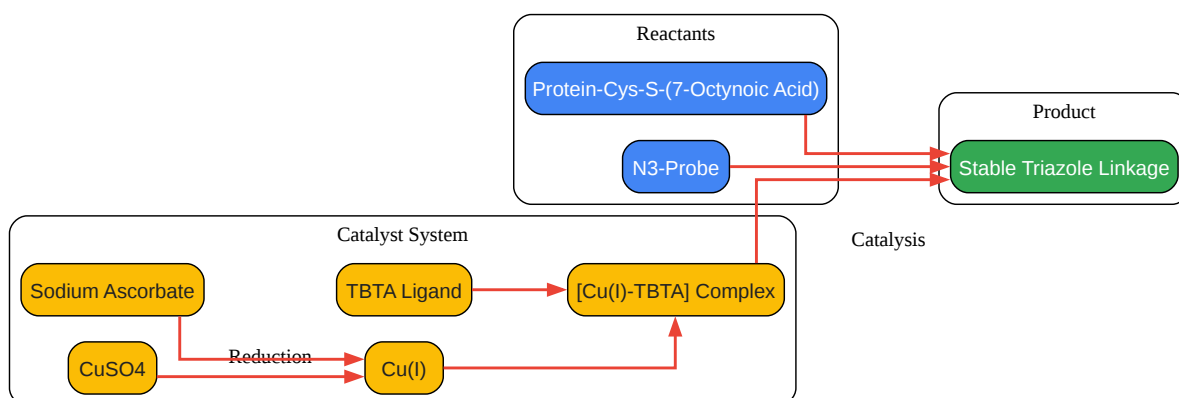 Reactants
Protein-Cys-S-(7-Octynoic Acid)
N3-Probe
Product
Stable Triazole Linkage
Catalysis
Catalyst System
Sodium Ascorbate
TBTA Ligand
[Cu(I)-TBTA] Complex
Reduction
CuSO4
Cu(I)